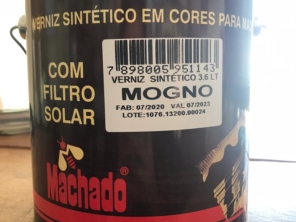 VERNIZ SINTÉTICO EM CORES PARA
COM
FILTRO
SOLAR
7 898005 951143
VERNIZ SINTÉTICO 3.6 LT
MOGNO
FAB: 07/2020 VAL 07/2023
LOTE: 1076.13200.00024
Machado®